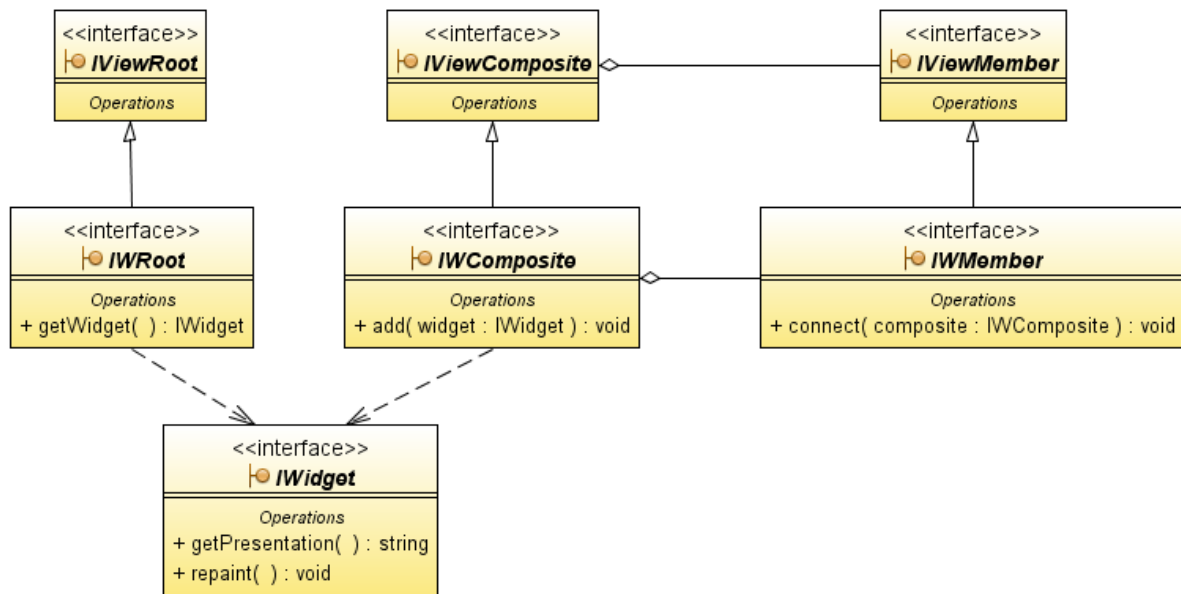 <<interface>>
IViewRoot
Operations
<<interface>>
IViewComposite
Operations
<<interface>>
IViewMember
Operations
<<interface>>
IWRoot
Operations
+ getWidget( ) : IWidget
<<interface>>
IWComposite
Operations
+ add( widget : IWidget ) : void
<<interface>>
IWMember
Operations
+ connect( composite : IWComposite ) : void
<<interface>>
IWidget
Operations
+ getPresentation( ) : string
+ repaint( ) : void